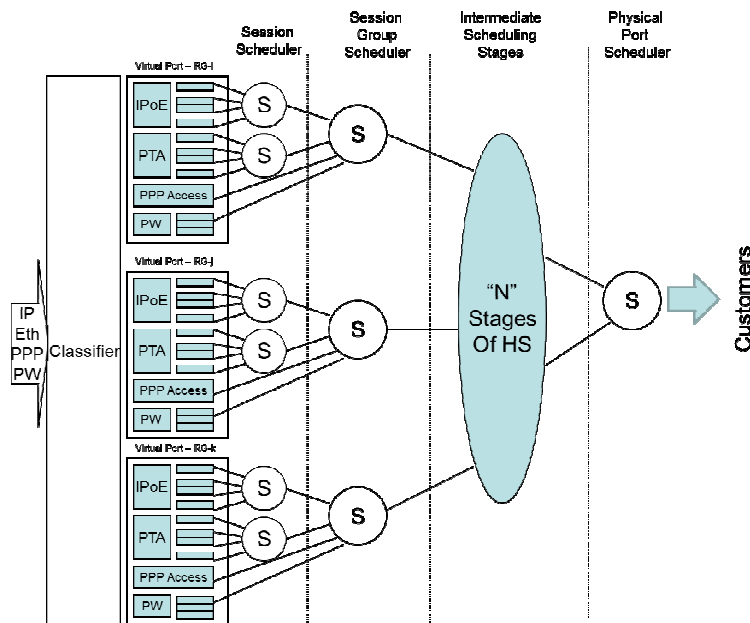 Session
Scheduler
Session
Group
Scheduler
Intermediate
Scheduling
Stages
Physical
Port
Scheduler
Virtual Port – RG-i
IPoE
S
PTA
S
PPP Access
PW
S
Virtual Port – RG-j
IPoE
S
PTA
S
PPP Access
PW
S
Virtual Port – RG-k
IPoE
S
PTA
S
PPP Access
PW
S
IP
Eth
PPP
PW
Classifier
“N”
Stages
Of HS
S
Customers